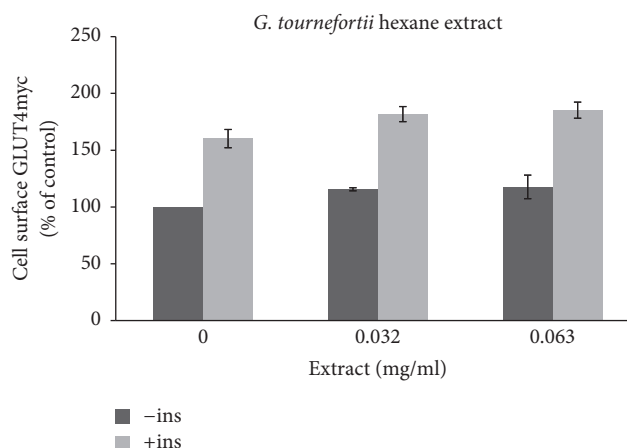 G. tournefortii hexane extract
250
200
150
100
50
0
Cell surface GLUT4myc
(% of control)
0
0.032
0.063
Extract (mg/ml)
−ins
+ins